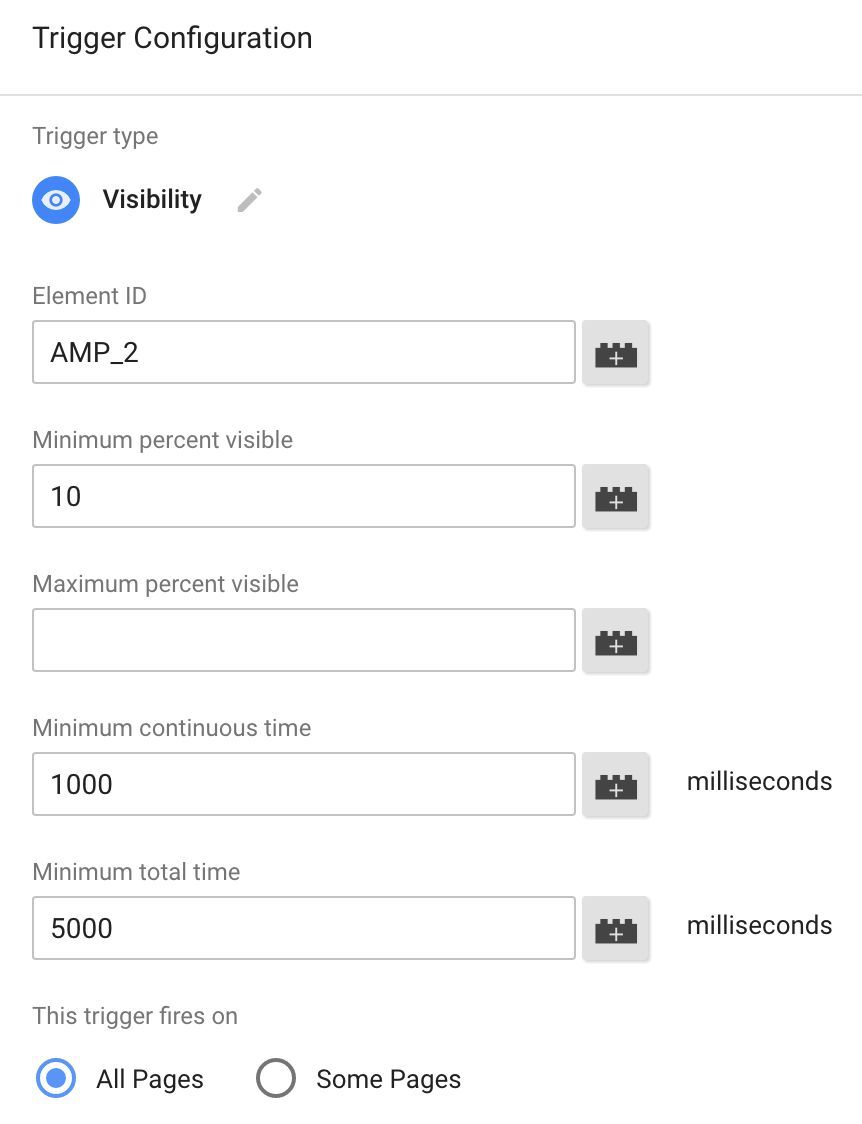 Trigger Configuration
Trigger type
Visibility
Element ID
AMP_2
Minimum percent visible
10
Maximum percent visible
Minimum continuous time
1000 milliseconds
Minimum total time
5000 milliseconds
This trigger fires on
All Pages Some Pages